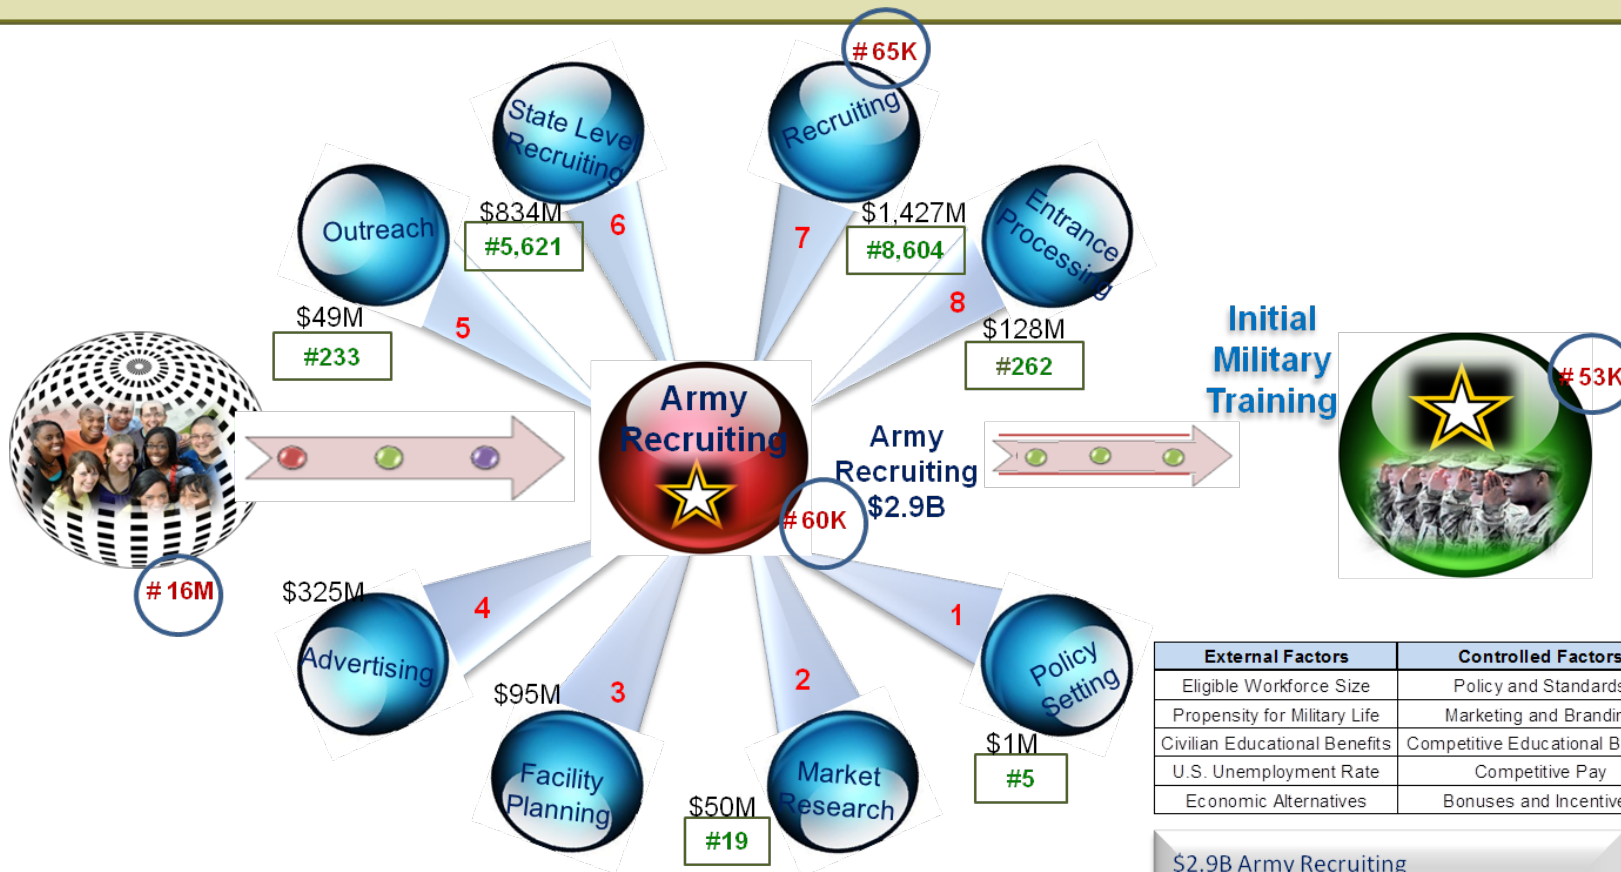 # 65K
State Leve
Recruiting
Recruiting
Outreach
Entrance
Processing
$834M
#5,621
6
7
$1,427M
#8,604
$49M
#233
5
8
$128M
#262
Initial
Military
Training
Army
Recruiting
Army
Recruiting
$2.9B
# 60K
# 53K
# 16M
$325M
Advertising
4
1
Policy
Setting
$1M
#5
$95M
3
Facility
Planning
2
Market
Research
$50M
#19
External Factors Controlled Factors
Eligible Workforce Size Policy and Standards
Propensity for Military Life Marketing and Brandin
Civilian Educational Benefits Competitive Educational B
U.S. Unemployment Rate Competitive Pay
Economic Alternatives Bonuses and Incentive
$2.9B Army Recruiting